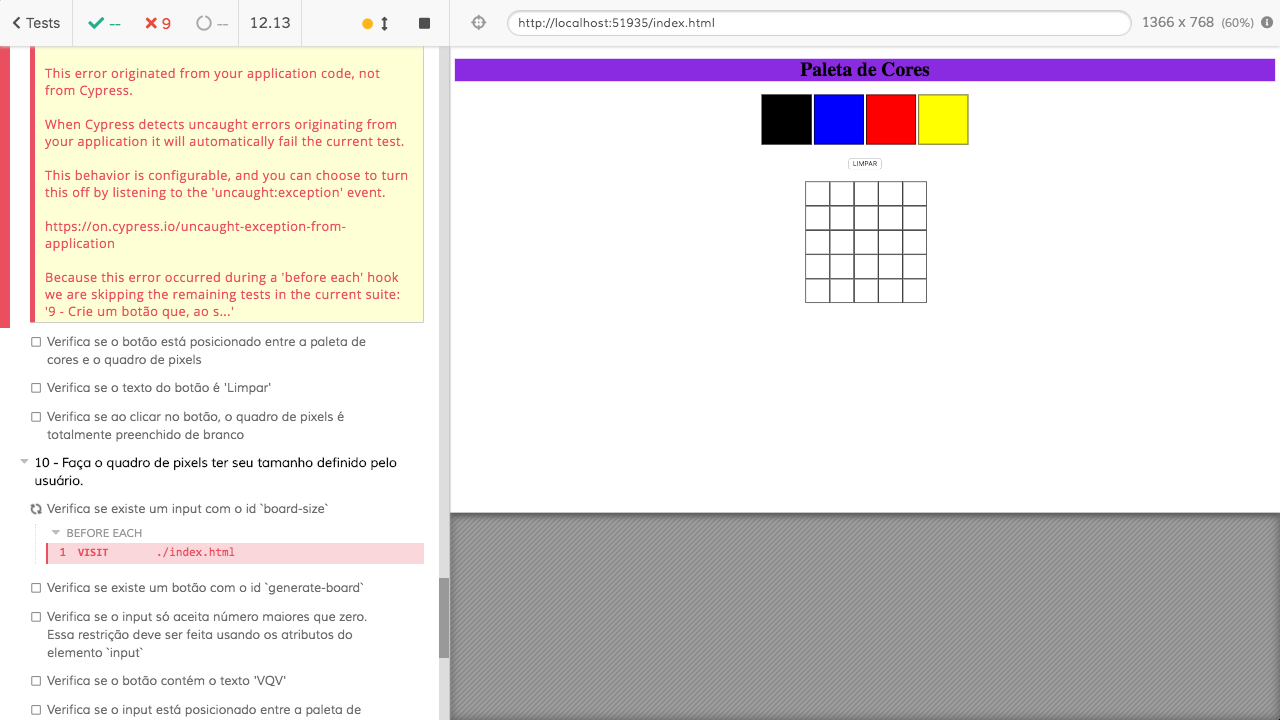 Tests
--
9
--
12.13
http://localhost:51935/index.html
1366 x 768 (60%)
This error originated from your application code, not
from Cypress.
When Cypress detects uncaught errors originating from
your application it will automatically fail the current test.
This behavior is configurable, and you can choose to turn
this off by listening to the 'uncaught:exception' event.
https://on.cypress.io/uncaught-exception-from-
application
Because this error occurred during a 'before each' hook
we are skipping the remaining tests in the current suite:
'9 - Crie um botão que, ao s...'
Verifica se o botão está posicionado entre a paleta de
cores e o quadro de pixels
Verifica se o texto do botão é 'Limpar'
Verifica se ao clicar no botão, o quadro de pixels é
totalmente preenchido de branco
10 - Faça o quadro de pixels ter seu tamanho definido pelo
usuário.
Verifica se existe um input com o id `board-size`
BEFORE EACH
1 VISIT ./index.html
Verifica se existe um botão com o id `generate-board`
Verifica se o input só aceita número maiores que zero.
Essa restrição deve ser feita usando os atributos do
elemento `input`
Verifica se o botão contém o texto 'VQV'
Verifica se o input está posicionado entre a paleta de
Paleta de Cores
LIMPAR